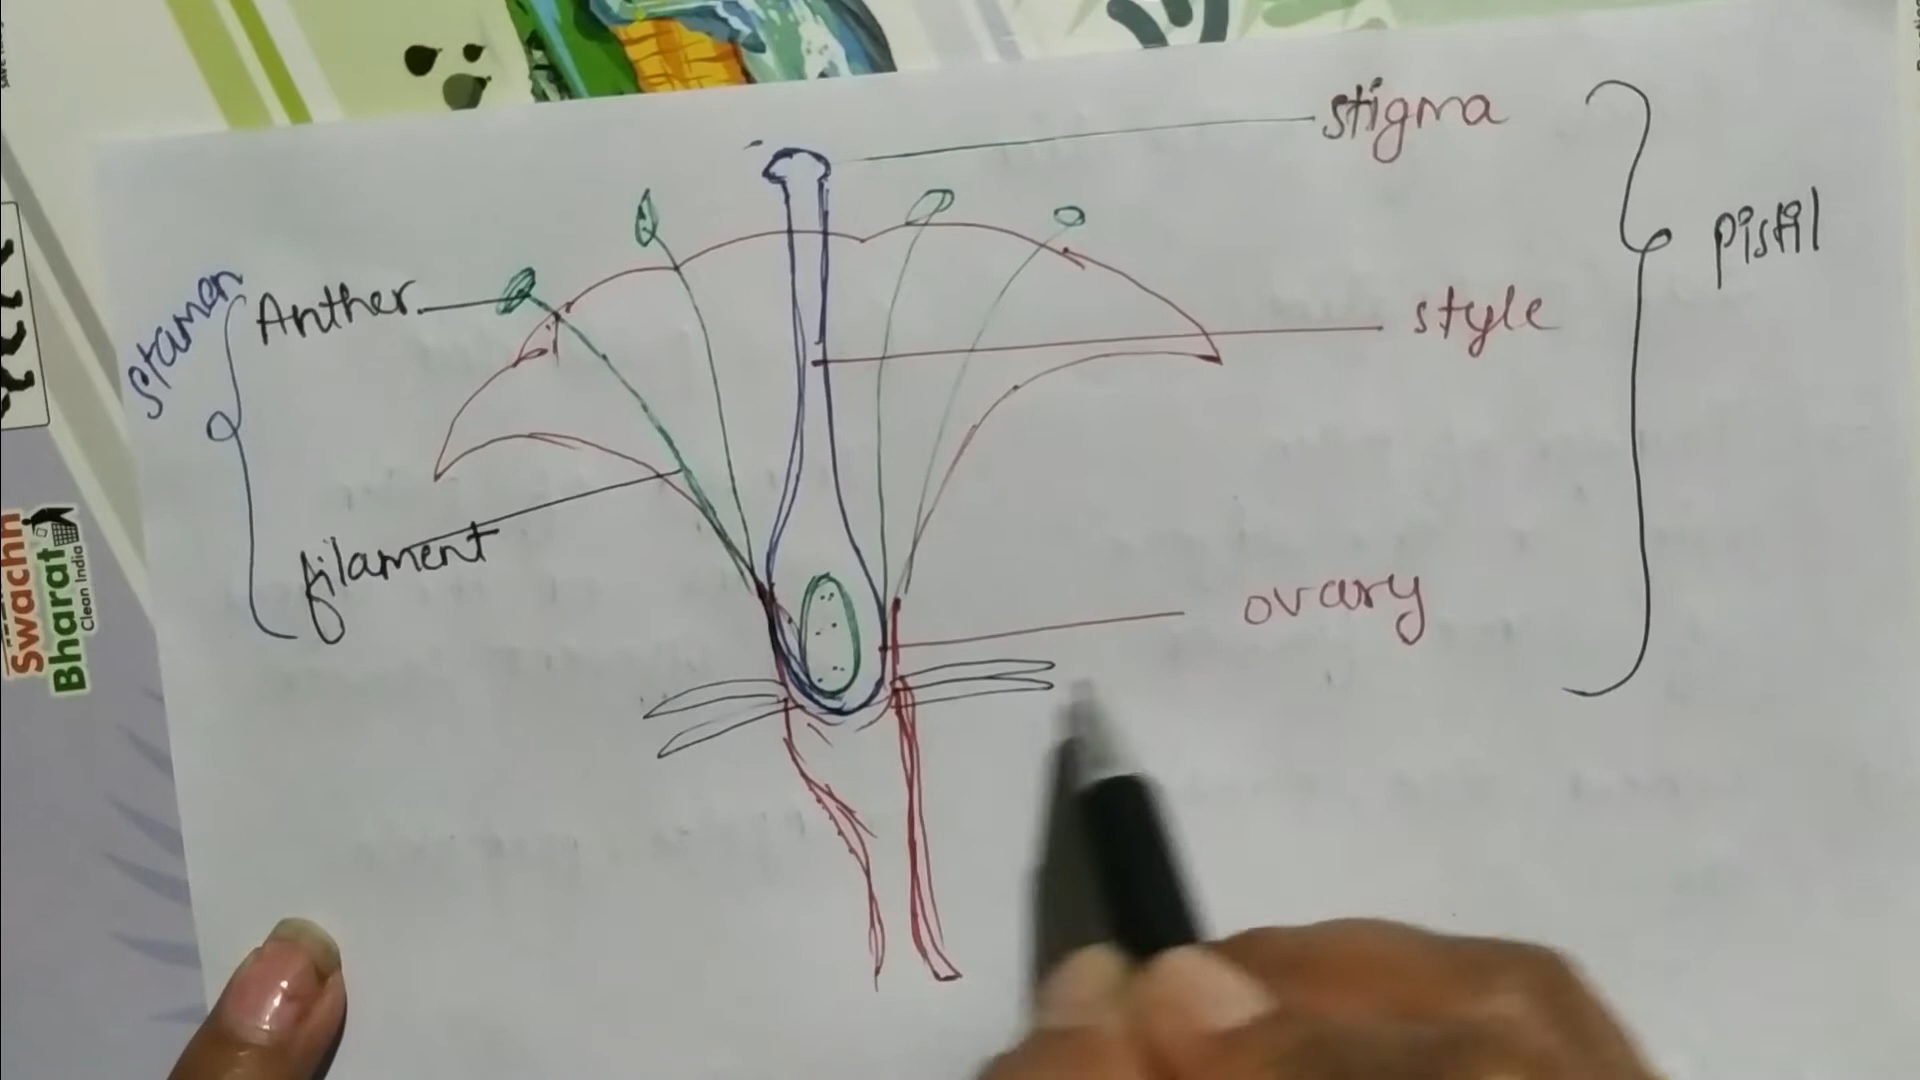 stigma
pistil
Stamen
Anther
style
filament
ovary
Swachh
Bharat
Clean India